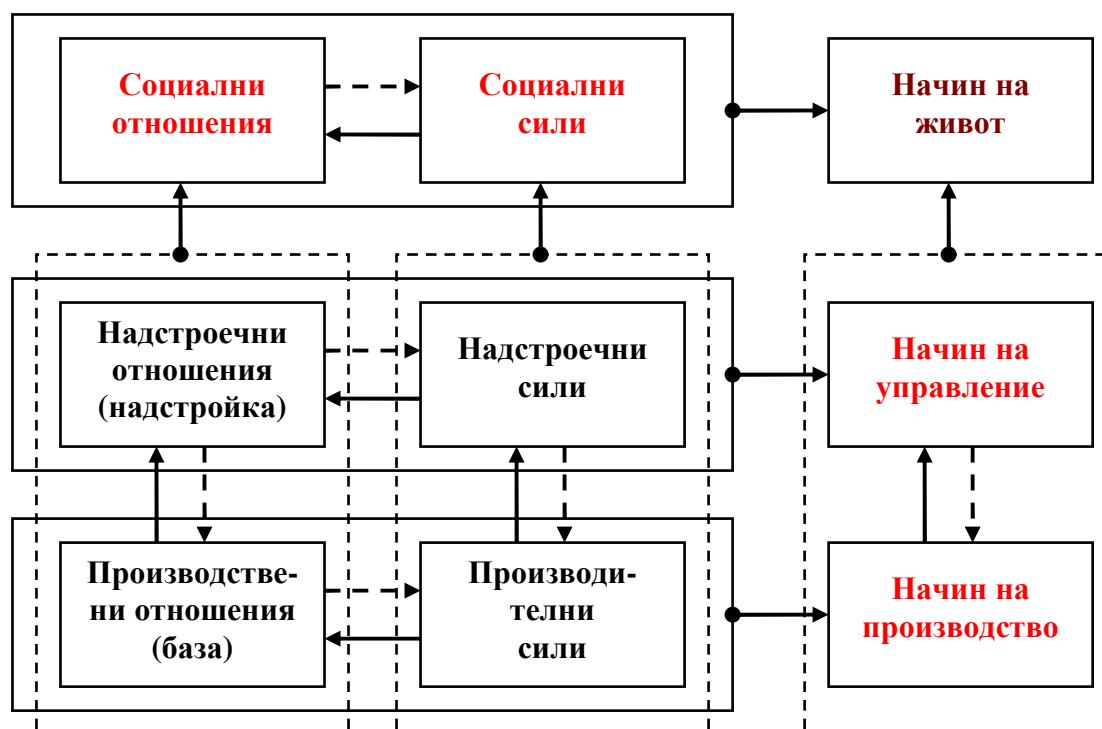 Социални
отношения
Социални
сили
Начин на
живот
Надстроечни
отношения
(надстройка)
Надстроечни
сили
Начин на
управление
Производстве-
ни отношения
(база)
Производи-
телни
сили
Начин на
производство